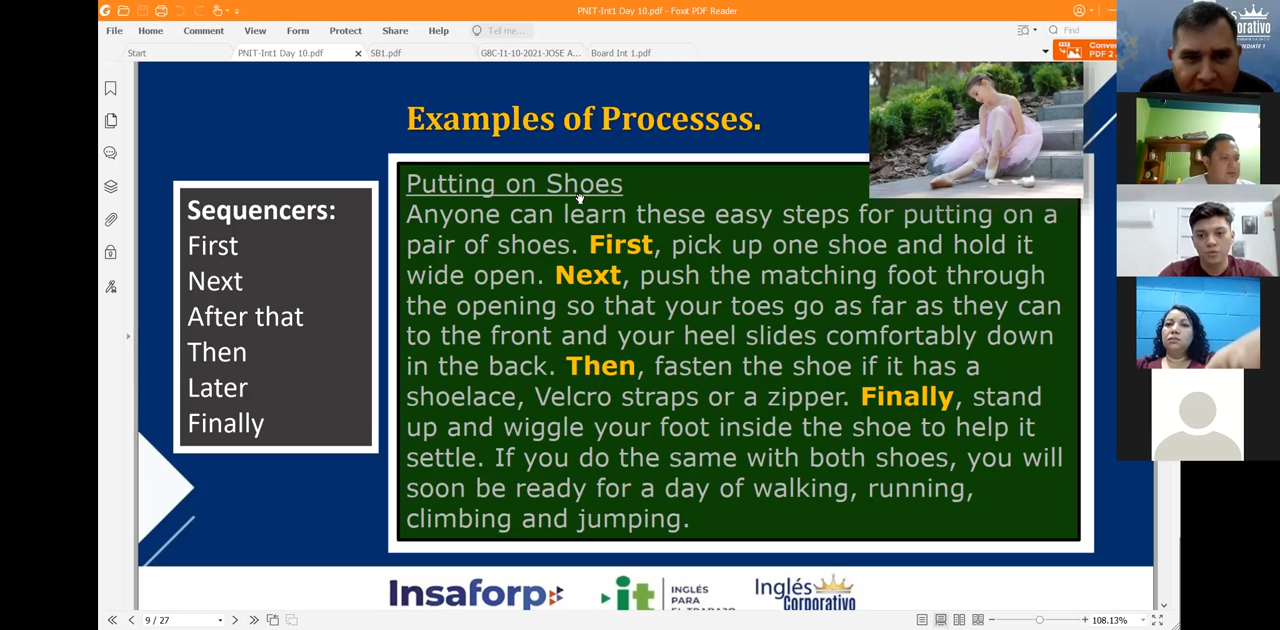 PNIT-Int1 Day 10.pdf - Foxit PDF Reader
File Home Comment View Form Protect Share Help Tell me... Find
Start PNIT-Int1 Day 10.pdf SB1.pdf G8C-I1-10-2021-JOSE A... Board Int 1.pdf
PDF 2
Examples of Processes.
Sequencers:
First
Next
After that
Then
Later
Finally
Putting on Shoes
Anyone can learn these easy steps for putting on a
pair of shoes. First, pick up one shoe and hold it
wide open. Next, push the matching foot through
the opening so that your toes go as far as they can
to the front and your heel slides comfortably down
in the back. Then, fasten the shoe if it has a
shoelace, Velcro straps or a zipper. Finally, stand
up and wiggle your foot inside the shoe to help it
settle. If you do the same with both shoes, you will
soon be ready for a day of walking, running,
climbing and jumping.
Insaforp
it
INGLÉS
PARA
EL TRABAJO
Inglés
Corporativo
9 / 27
108.13%